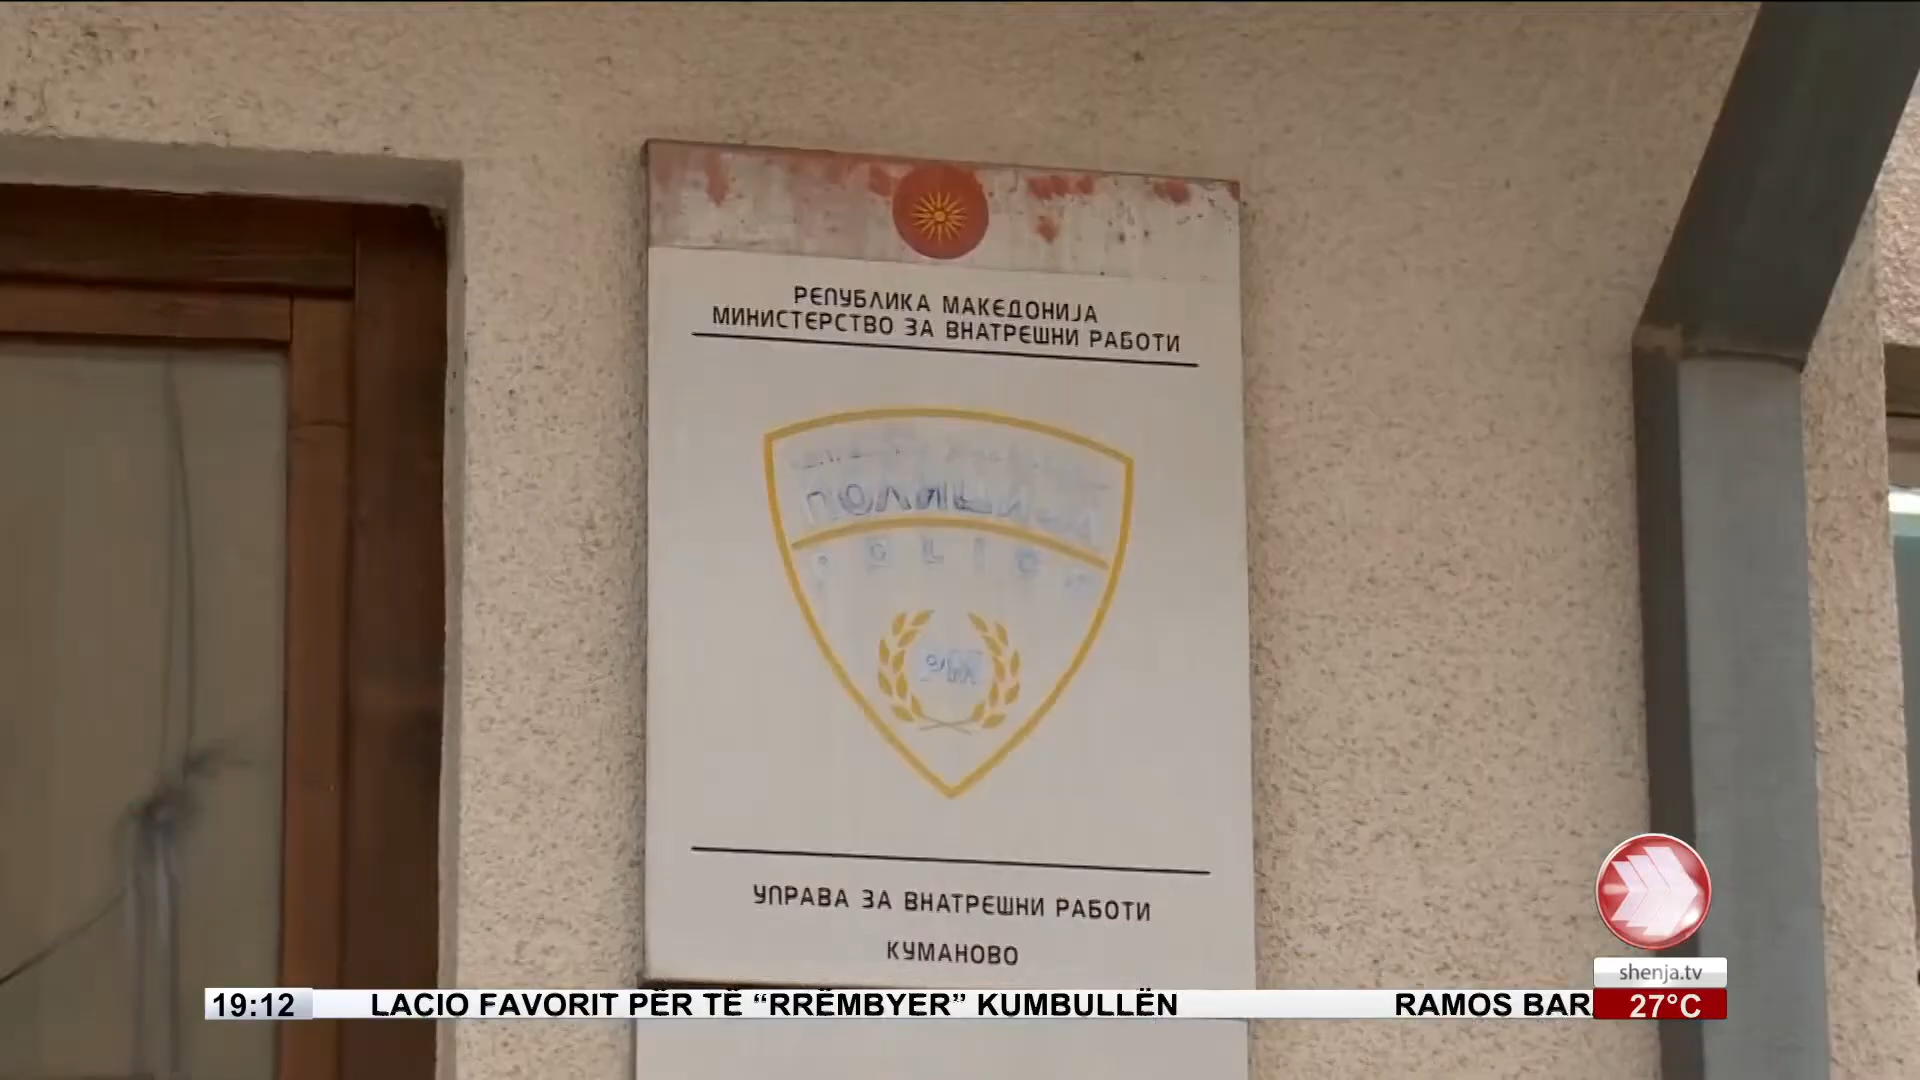 РЕПУБЛИКА МАКЕДОНИЈА
МИНИСТЕРСТВО ЗА ВНАТРЕШНИ РАБОТИ
ПОЛИЦИЈА
УПРАВА ЗА ВНАТРЕШНИ РАБОТИ
КУМАНОВО
shenja.tv
19:12 LACIO FAVORIT PËR TË “RRËMBYER” KUMBULLËN RAMOS 27°C